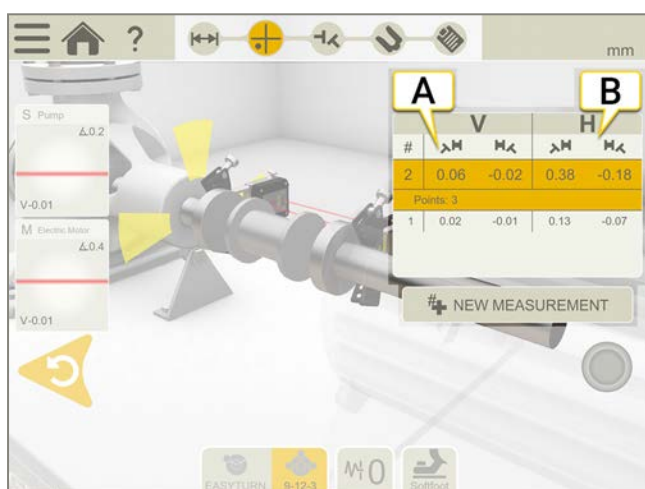 ?
mm
A B
S Pump
0.2
V-0.01
M Electric Motor
0.4
V-0.01
V H
#
2 0.06 -0.02 0.38 -0.18
Points: 3
1 0.02 -0.01 0.13 -0.07
# NEW MEASUREMENT
0
EASYTURN 9-12-3 Softfoot